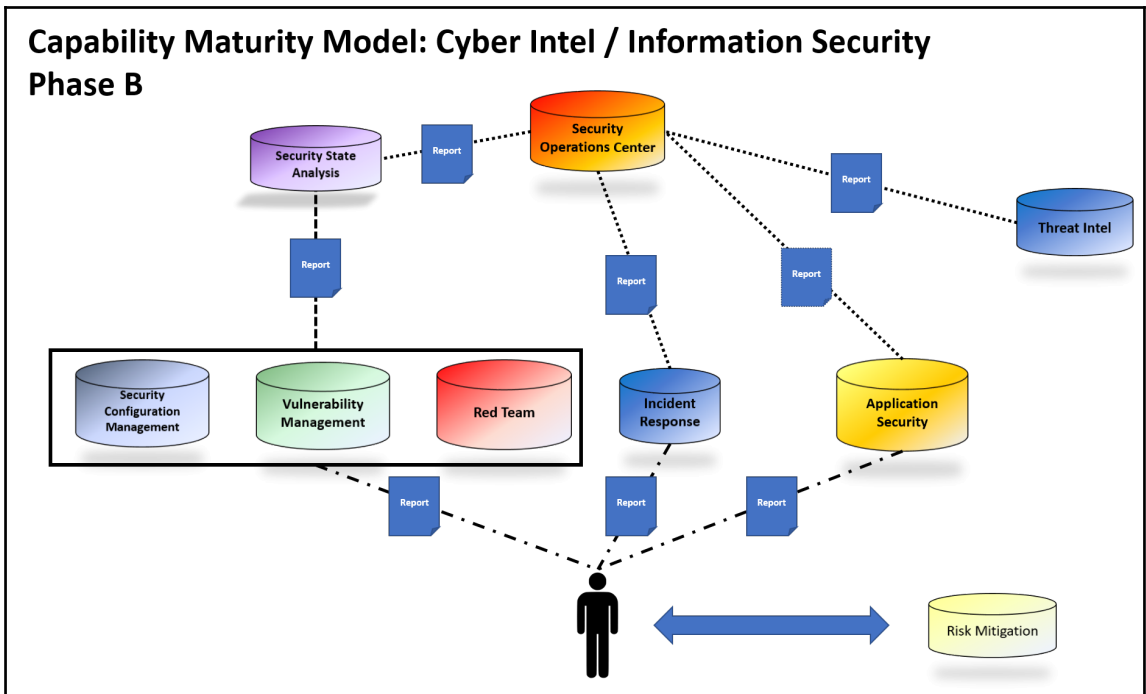 Capability Maturity Model: Cyber Intel / Information Security
Phase B
Security
Operations Center
Security State
Analysis
Report
Report
Threat Intel
Report
Report
Report
Security
Configuration
Management
Vulnerability
Management
Red Team
Incident
Response
Application
Security
Report
Report
Report
Risk Mitigation